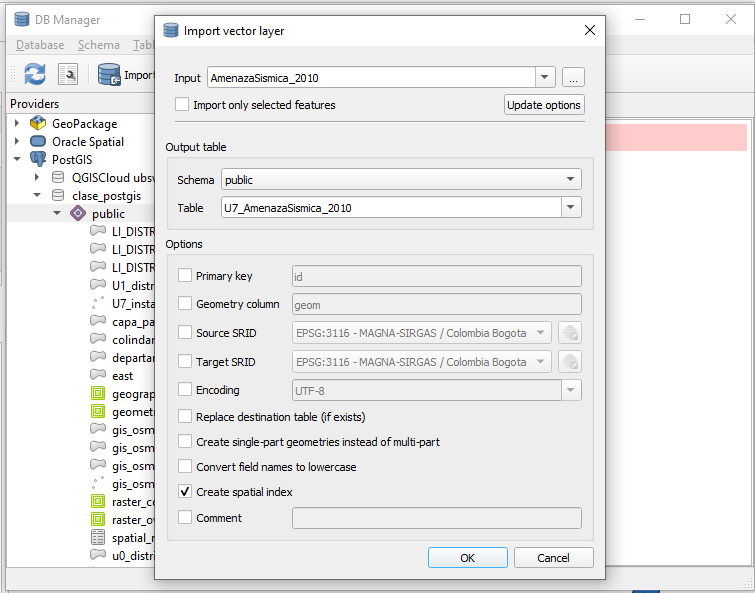 DB Manager
Database Schema Tabl
Import
Providers
GeoPackage
Oracle Spatial
PostGIS
QGISCloud ubsv
clase_postgis
public
LI_DISTR
LI_DISTR
LI_DISTR
U1_distr
U7_insta
capa_pa
colindar
departar
east
geograp
geometr
gis_osm
gis_osm
gis_osm
raster_co
raster_ov
spatial_r
u0_distri
Import vector layer
Input AmenazaSismica_2010 ...
Import only selected features Update options
Output table
Schema public
Table U7_AmenazaSismica_2010
Options
Primary key id
Geometry column geom
Source SRID EPSG:3116 - MAGNA-SIRGAS / Colombia Bogota
Target SRID EPSG:3116 - MAGNA-SIRGAS / Colombia Bogota
Encoding UTF-8
Replace destination table (if exists)
Create single-part geometries instead of multi-part
Convert field names to lowercase
Create spatial index
Comment
OK Cancel